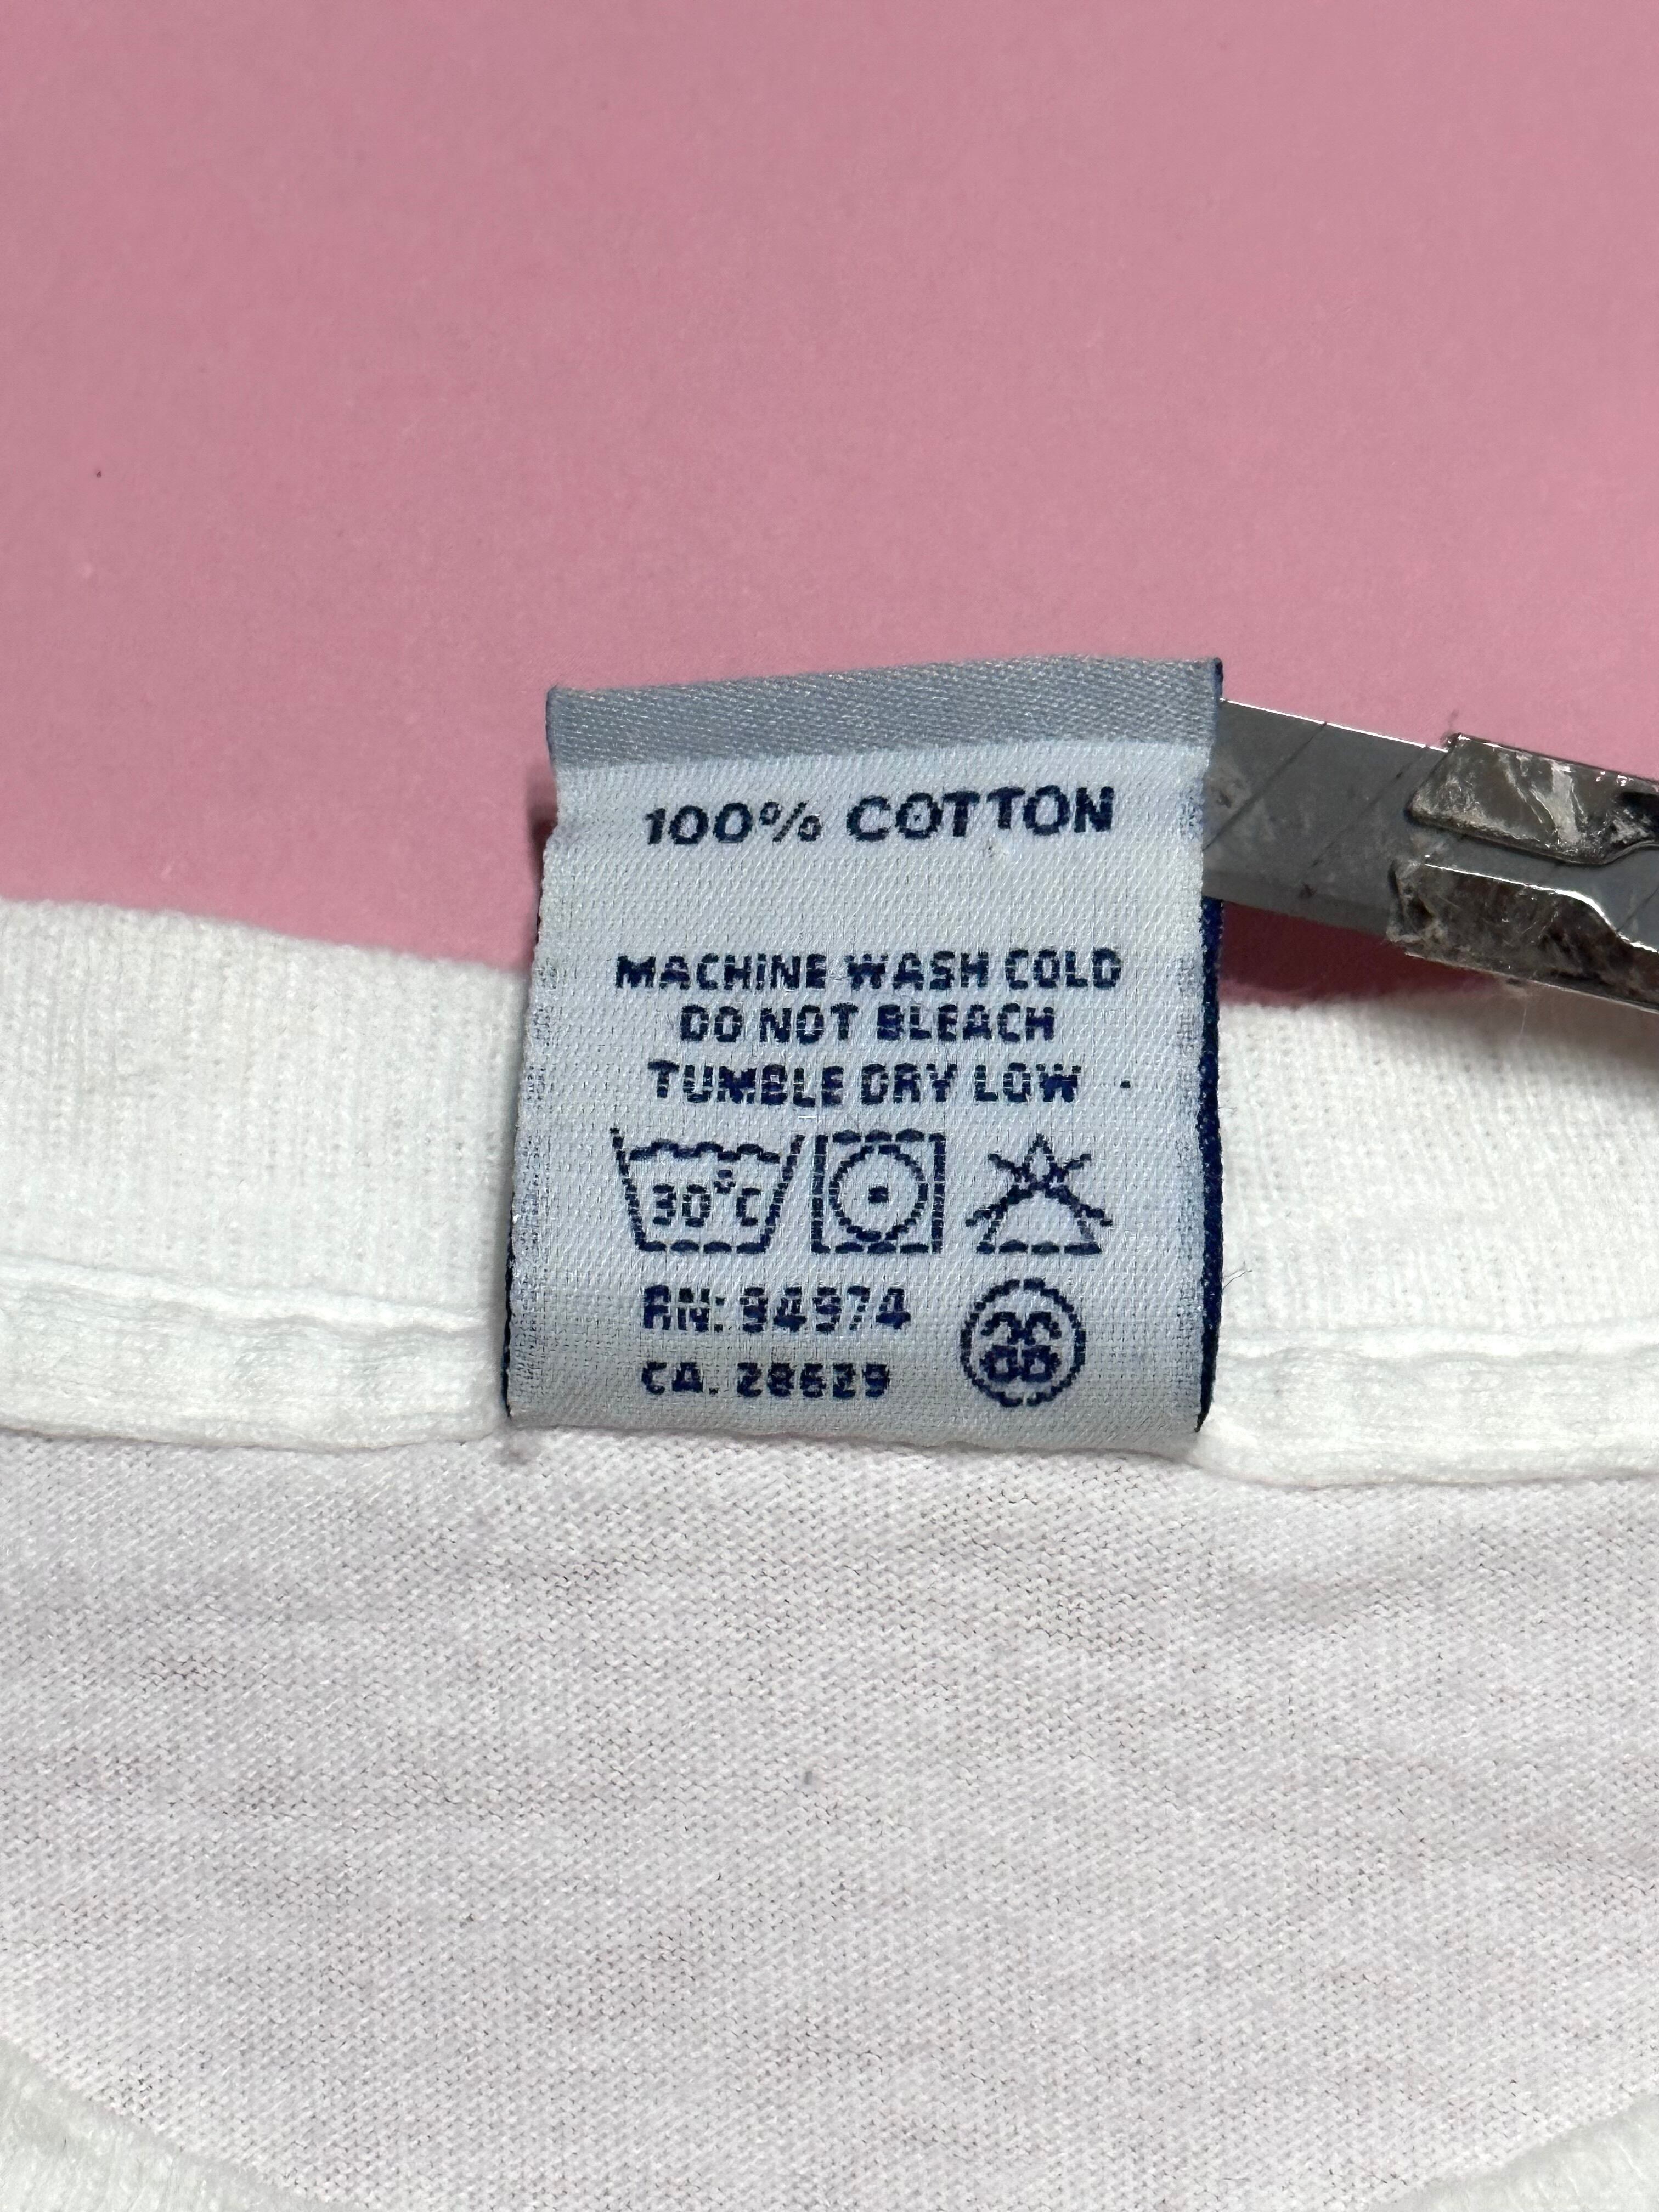 100% COTTON
MACHINE WASH COLD
DO NOT BLEACH
TUMBLE DRY LOW
30°C
RN: 94974
CA. 28629